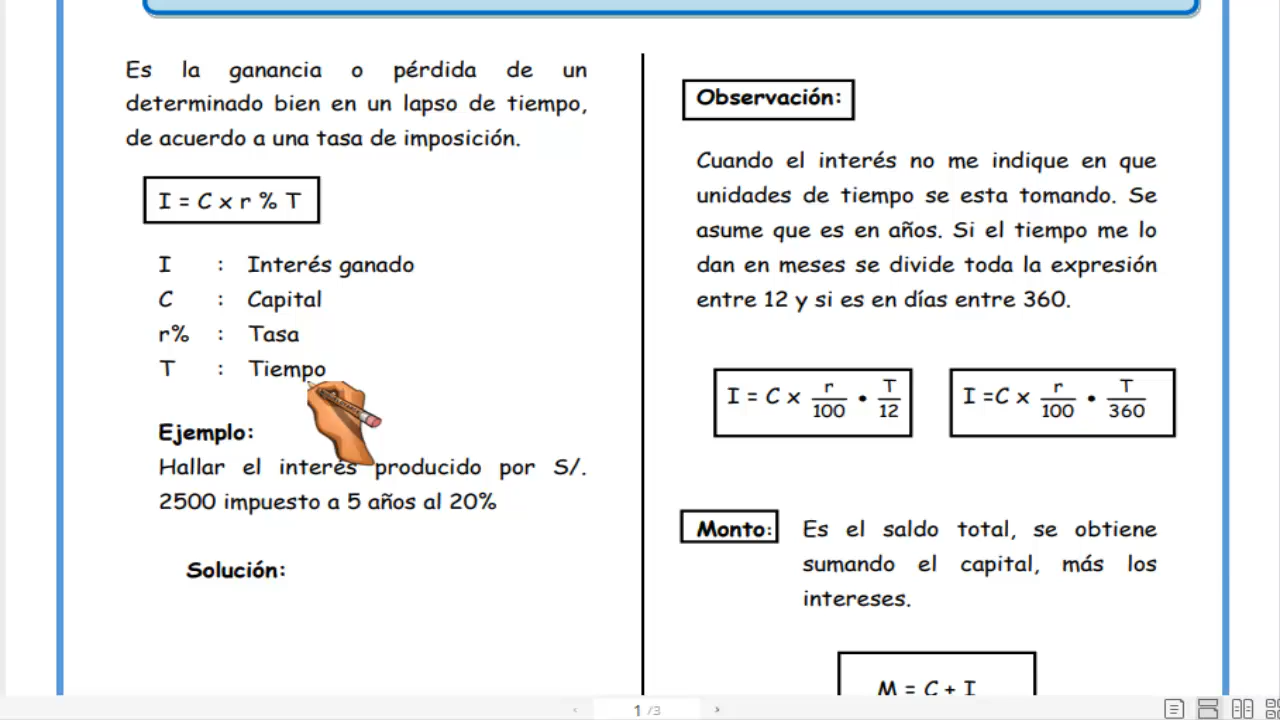 Es la ganancia o pérdida de un
determinado bien en un lapso de tiempo,
de acuerdo a una tasa de imposición.
I = C x r % T
I : Interés ganado
C : Capital
r% : Tasa
T : Tiempo
Ejemplo:
Hallar el interés producido por S/.
2500 impuesto a 5 años al 20%
Solución:
Observación:
Cuando el interés no me indique en que
unidades de tiempo se esta tomando. Se
asume que es en años. Si el tiempo me lo
dan en meses se divide toda la expresión
entre 12 y si es en días entre 360.
I = C x r/100 • T/12
I =C x r/100 • T/360
Monto: Es el saldo total, se obtiene
sumando el capital, más los
intereses.
M = C + I
1 /3